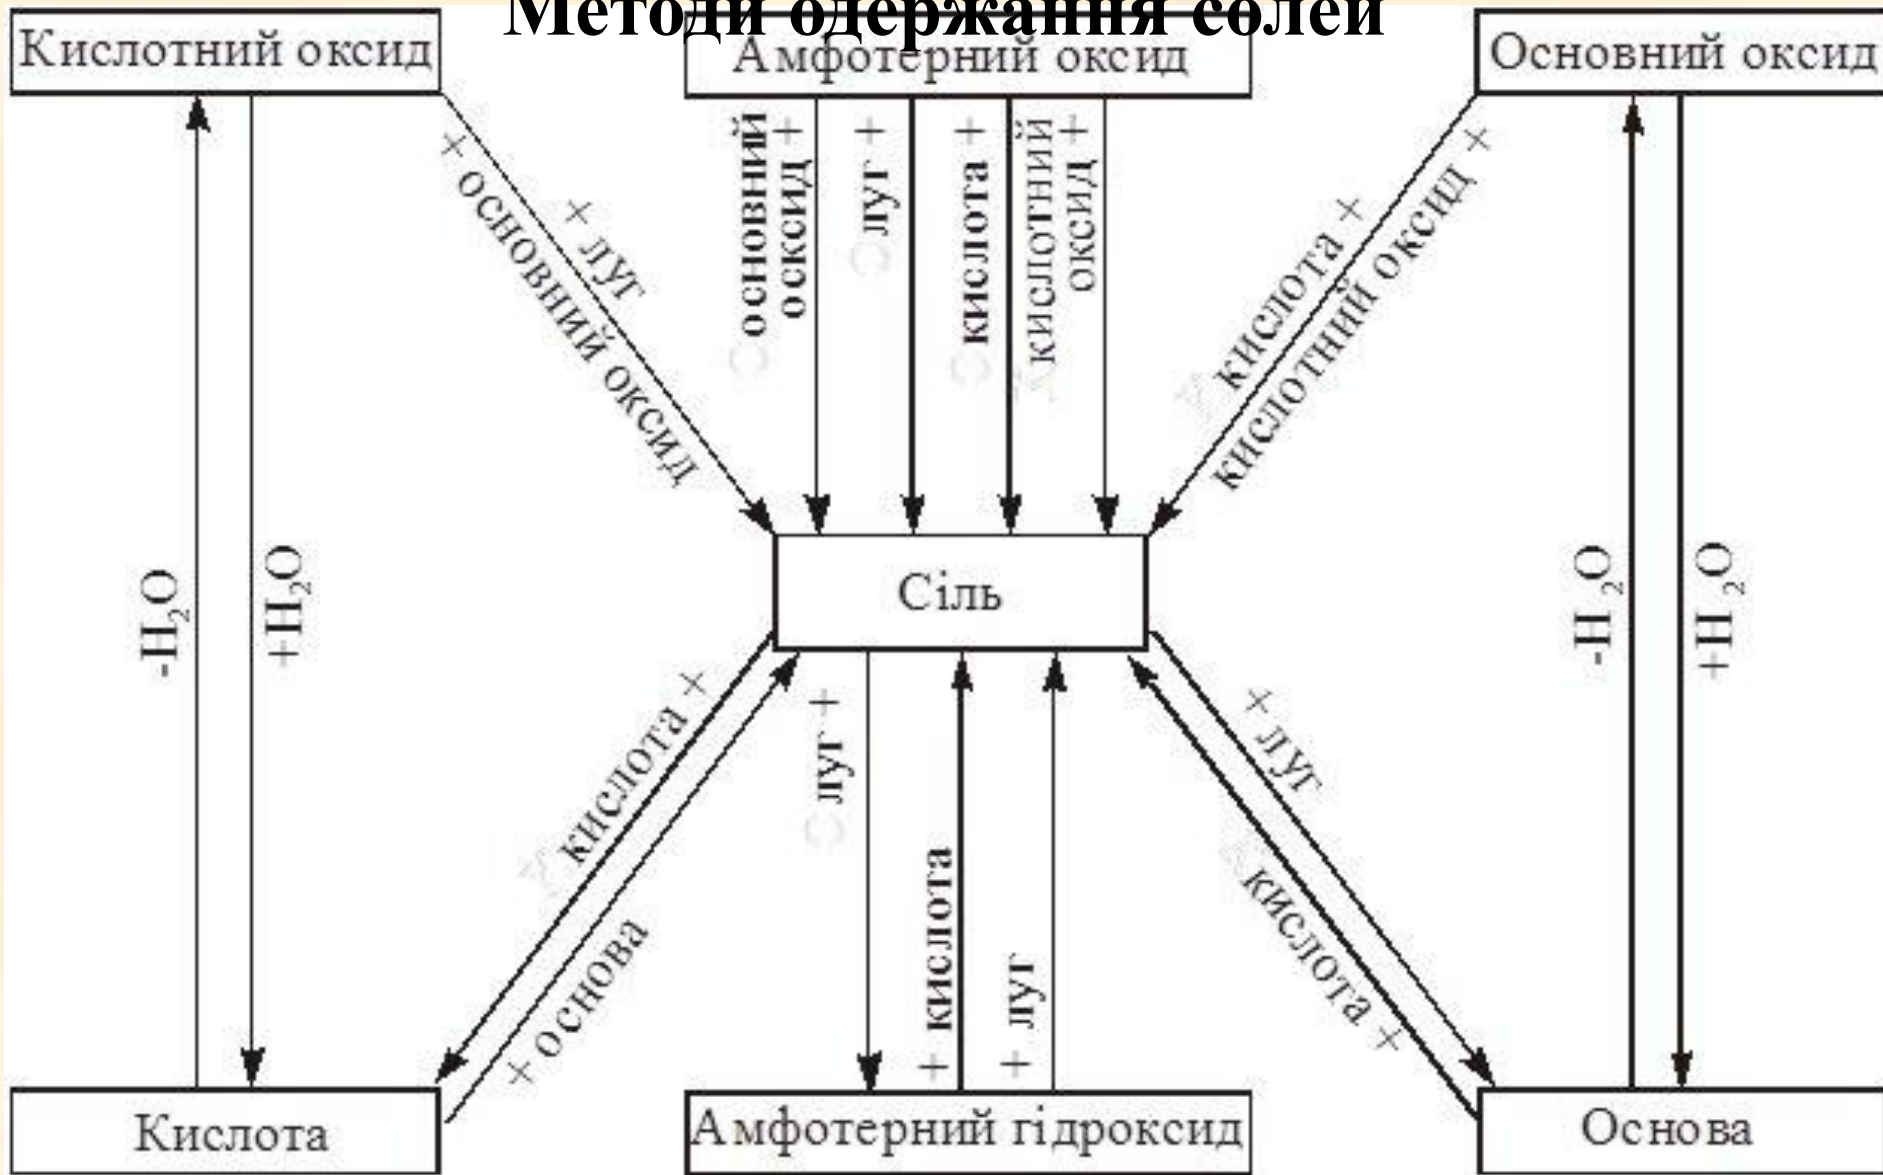 Методи одержання солей
Кислотний оксид
Амфотерний оксид
Основний оксид
+ основний оксид
+ луг
основний
осксид +
луг +
кислота +
кислотний
оксид +
кислота +
кислотний оксид +
-H₂O
+H₂O
Сіль
-H₂O
+H₂O
кислота +
+ основа
луг +
+ кислота
+ луг
+ луг
кислота +
Кислота
Амфотерний гідроксид
Основа